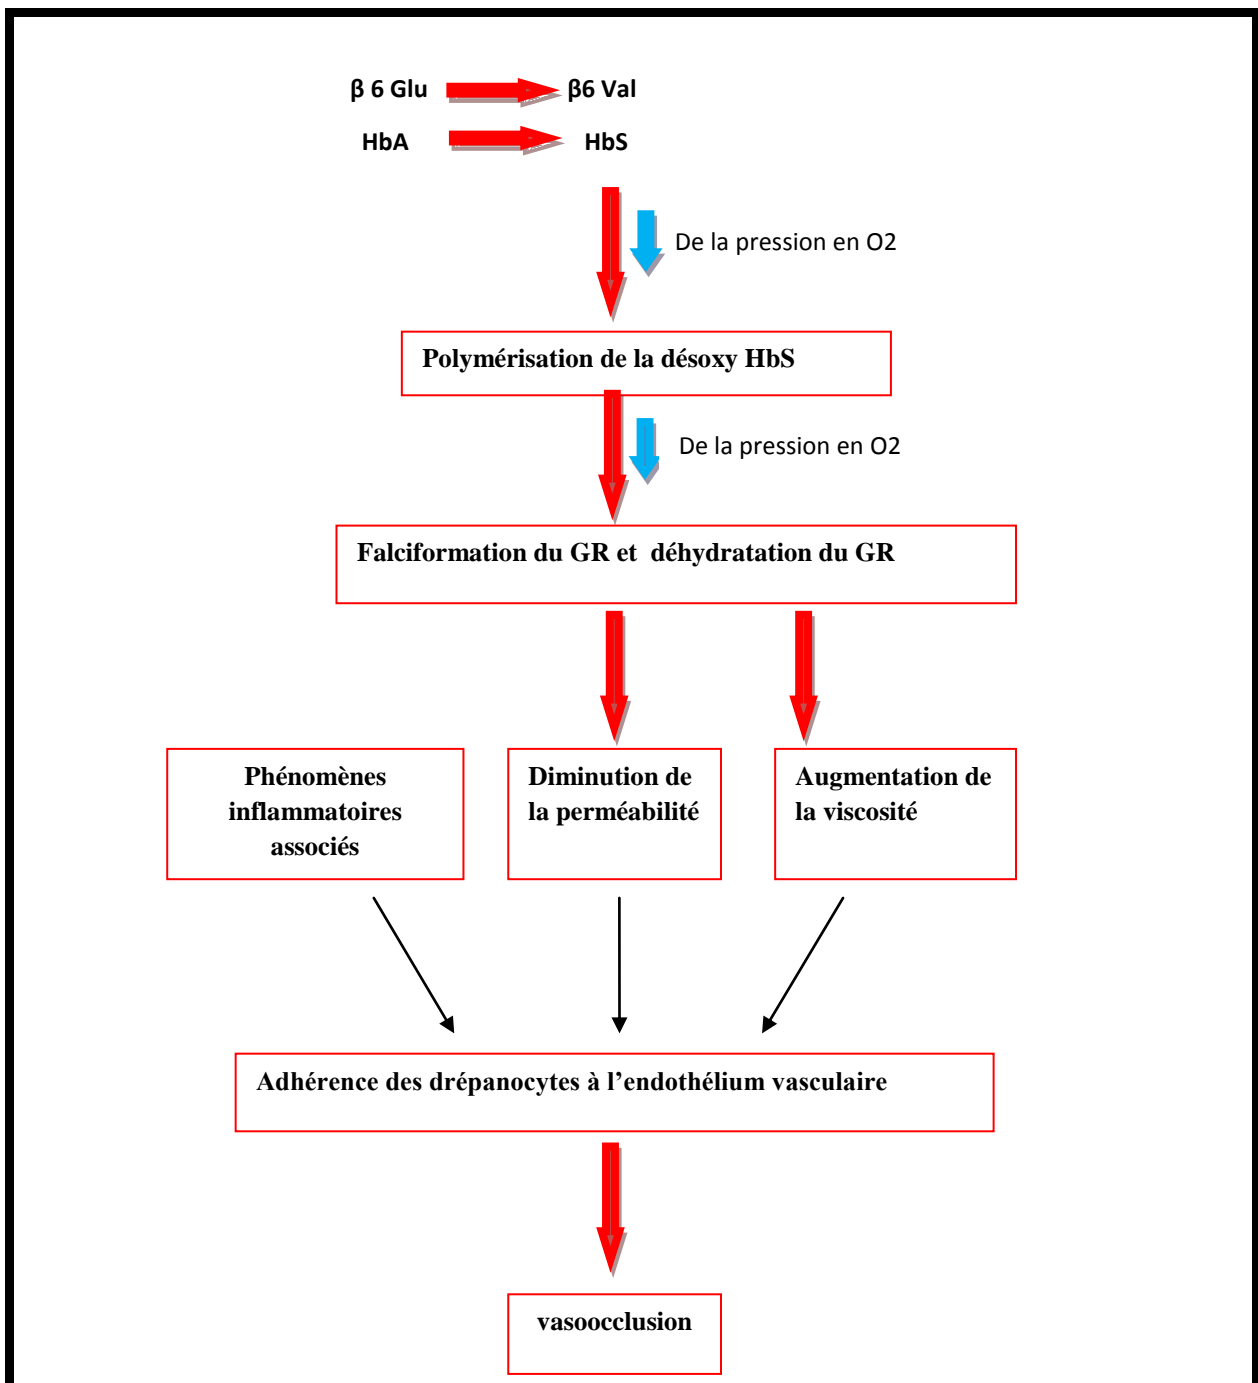 β 6 Glu β6 Val
HbA HbS
De la pression en O2
Polymérisation de la désoxy HbS
De la pression en O2
Falciformation du GR et déhydratation du GR
Phénomènes
inflammatoires
associés
Diminution de
la perméabilité
Augmentation de
la viscosité
Adhérence des drépanocytes à l’endothélium vasculaire
vasoocclusion